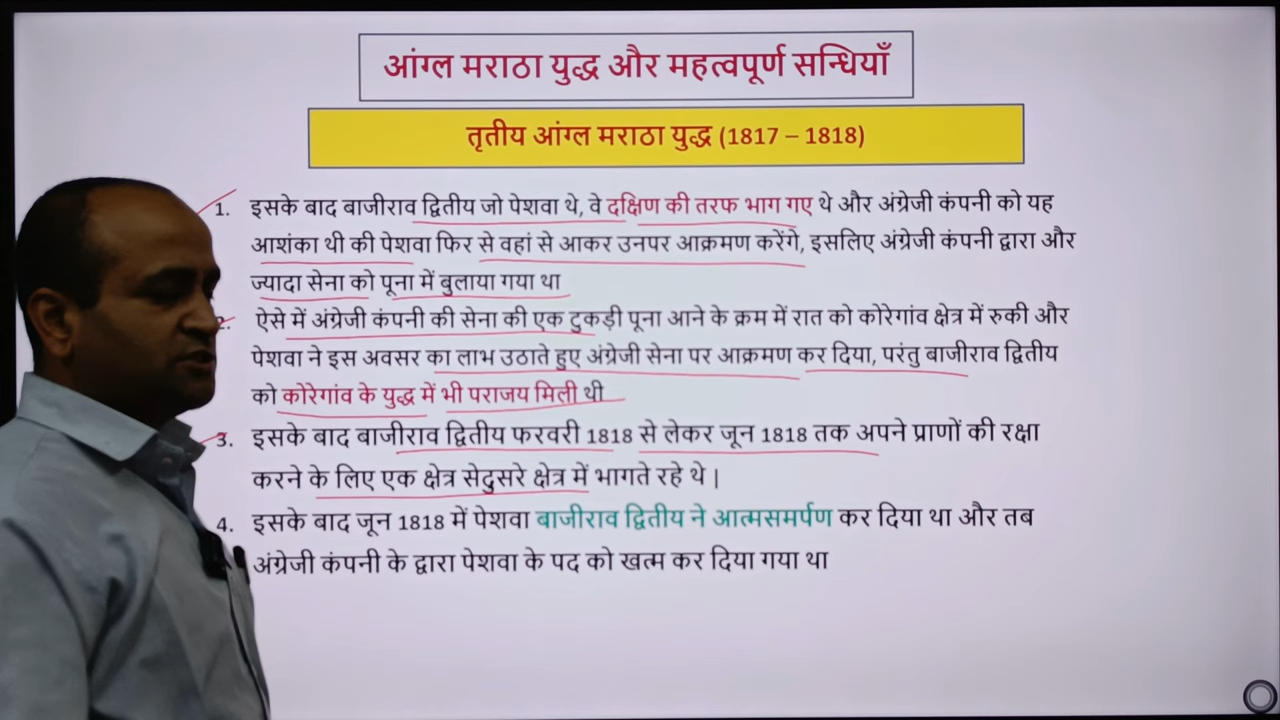 आंग्ल मराठा युद्ध और महत्वपूर्ण सन्धियाँ
तृतीय आंग्ल मराठा युद्ध (1817 – 1818)
1. इसके बाद बाजीराव द्वितीय जो पेशवा थे, वे दक्षिण की तरफ भाग गए थे और अंग्रेजी कंपनी को यह
आशंका थी की पेशवा फिर से वहां से आकर उनपर आक्रमण करेंगे, इसलिए अंग्रेजी कंपनी द्वारा और
ज्यादा सेना को पूना में बुलाया गया था
2. ऐसे में अंग्रेजी कंपनी की सेना की एक टुकड़ी पूना आने के क्रम में रात को कोरेगांव क्षेत्र में रुकी और
पेशवा ने इस अवसर का लाभ उठाते हुए अंग्रेजी सेना पर आक्रमण कर दिया, परंतु बाजीराव द्वितीय
को कोरेगांव के युद्ध में भी पराजय मिली थी
3. इसके बाद बाजीराव द्वितीय फरवरी 1818 से लेकर जून 1818 तक अपने प्राणों की रक्षा
करने के लिए एक क्षेत्र सेदुसरे क्षेत्र में भागते रहे थे |
4. इसके बाद जून 1818 में पेशवा बाजीराव द्वितीय ने आत्मसमर्पण कर दिया था और तब
अंग्रेजी कंपनी के द्वारा पेशवा के पद को खत्म कर दिया गया था